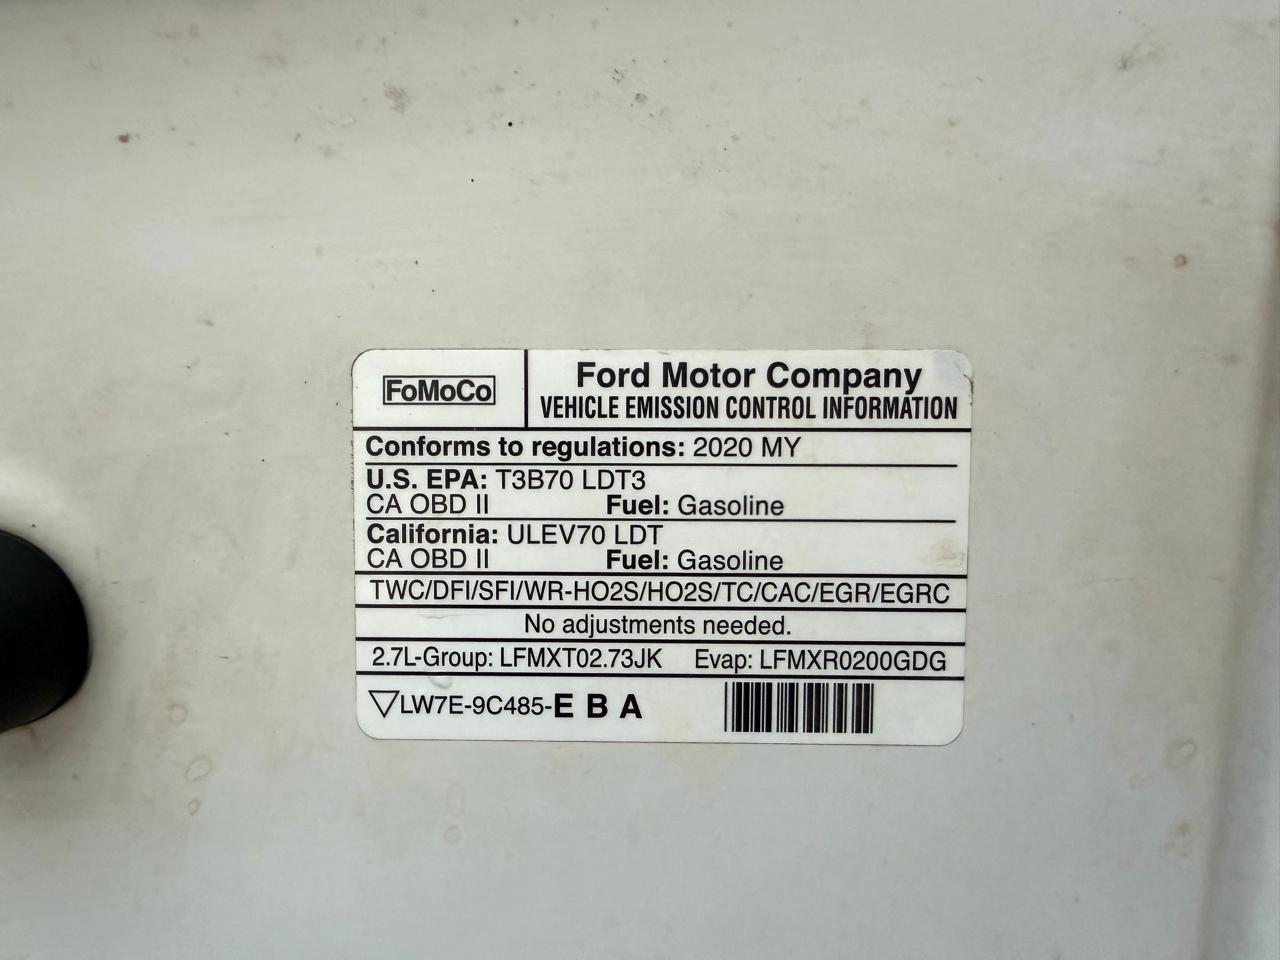 FoMoCo
Ford Motor Company
VEHICLE EMISSION CONTROL INFORMATION
Conforms to regulations: 2020 MY
U.S. EPA: T3B70 LDT3
CA OBD II Fuel: Gasoline
California: ULEV70 LDT
CA OBD II Fuel: Gasoline
TWC/DFI/SFI/WR-HO2S/HO2S/TC/CAC/EGR/EGRC
No adjustments needed.
2.7L-Group: LFMXT02.73JK Evap: LFMXR0200GDG
LW7E-9C485-E B A